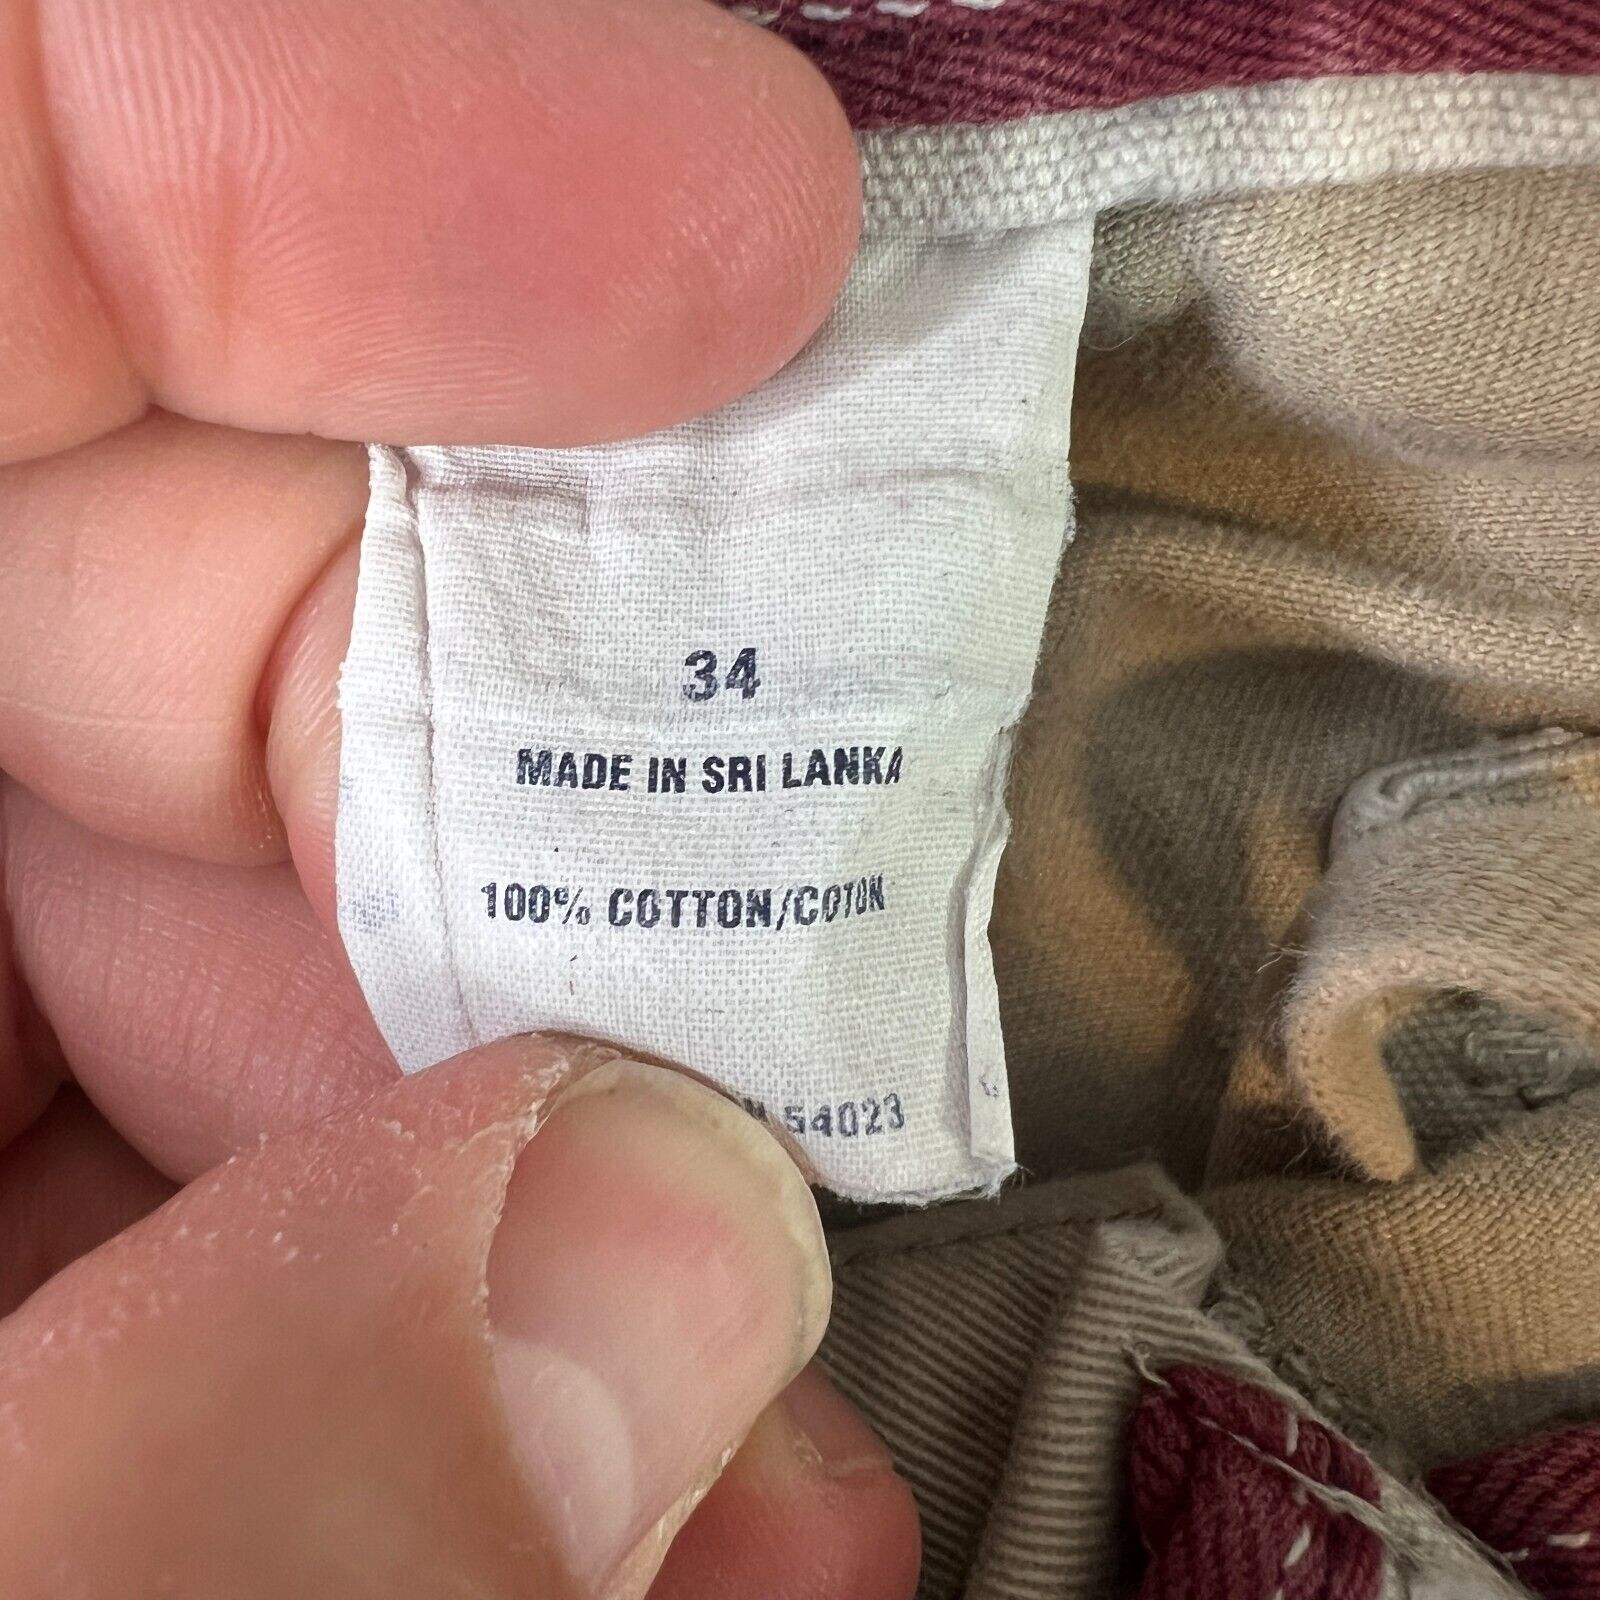 34
MADE IN SRI LANKA
100% COTTON/COTON
54023